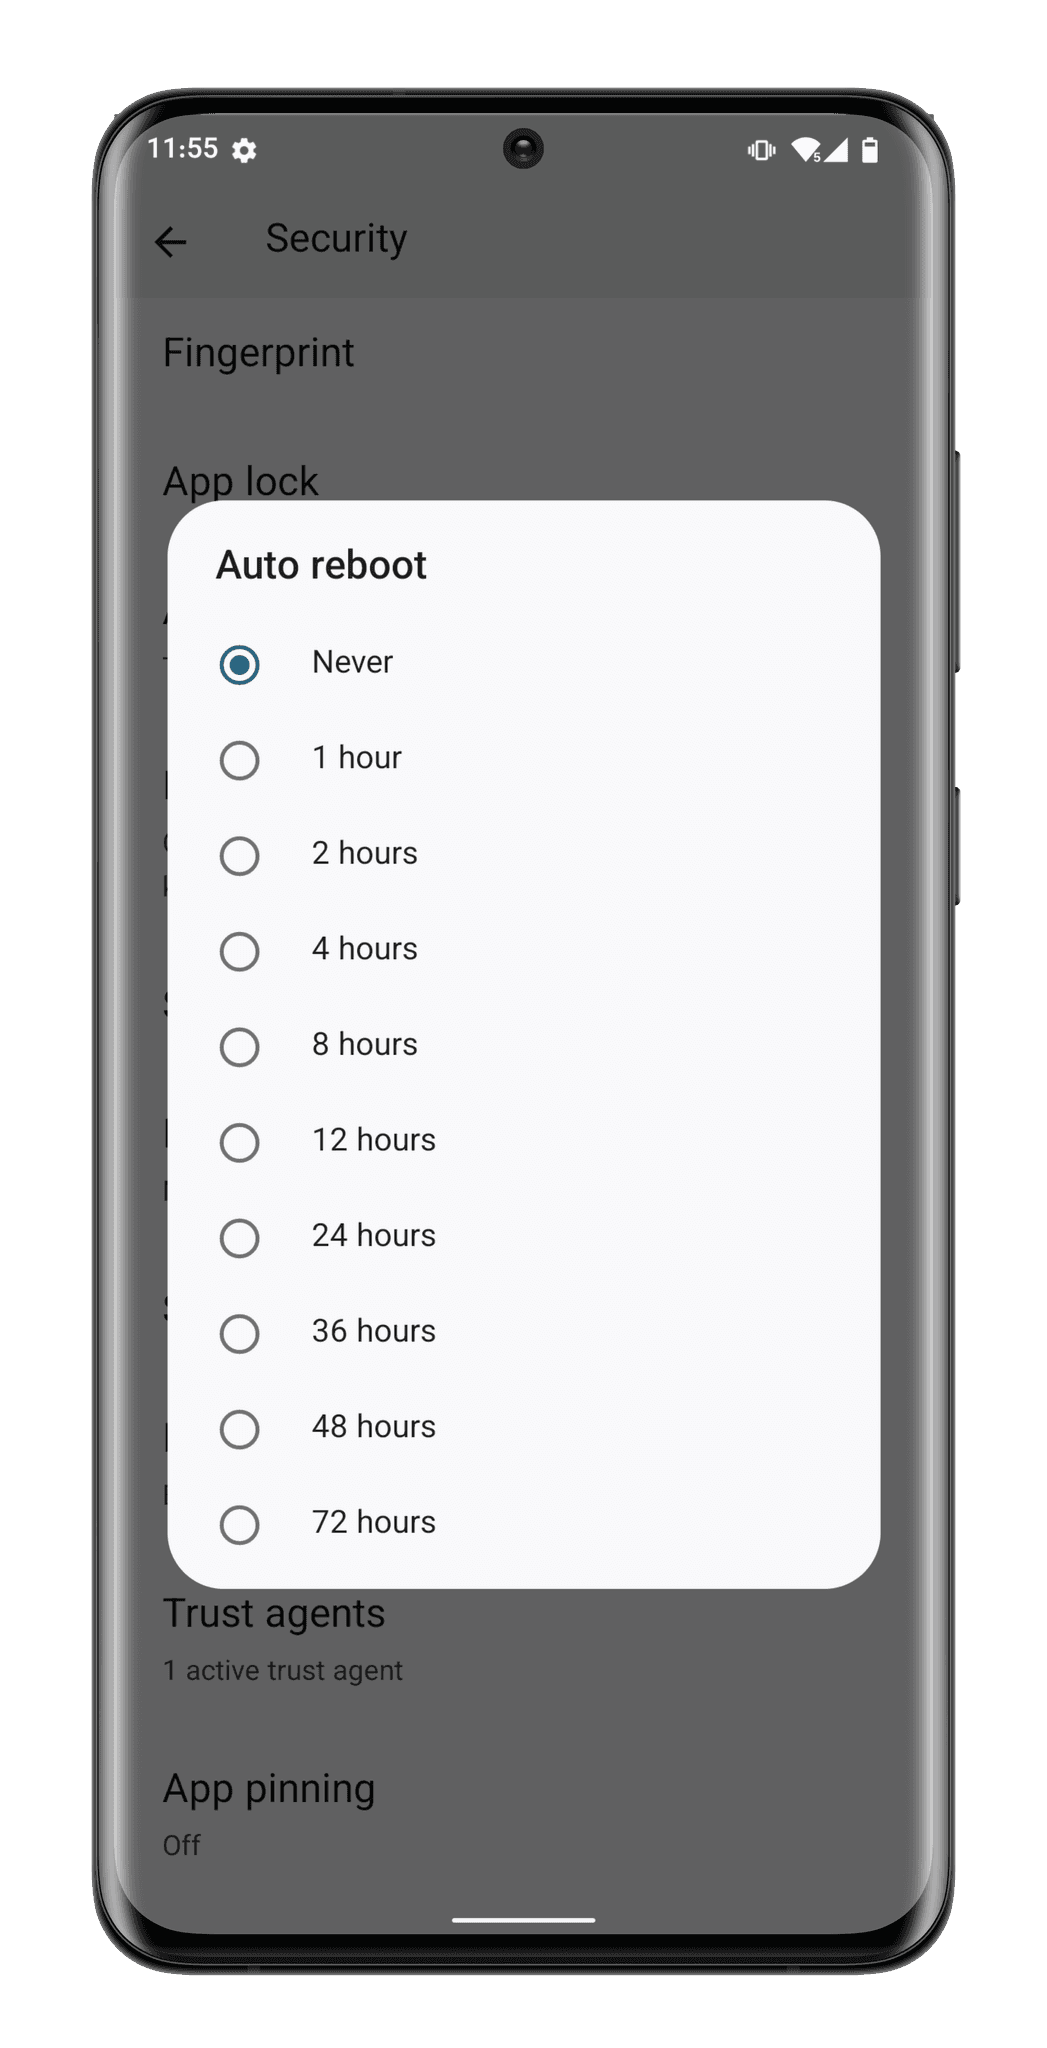 11:55
5
Security
Fingerprint
App lock
Auto reboot
Never
1 hour
2 hours
4 hours
8 hours
12 hours
24 hours
36 hours
48 hours
72 hours
Trust agents
1 active trust agent
App pinning
Off